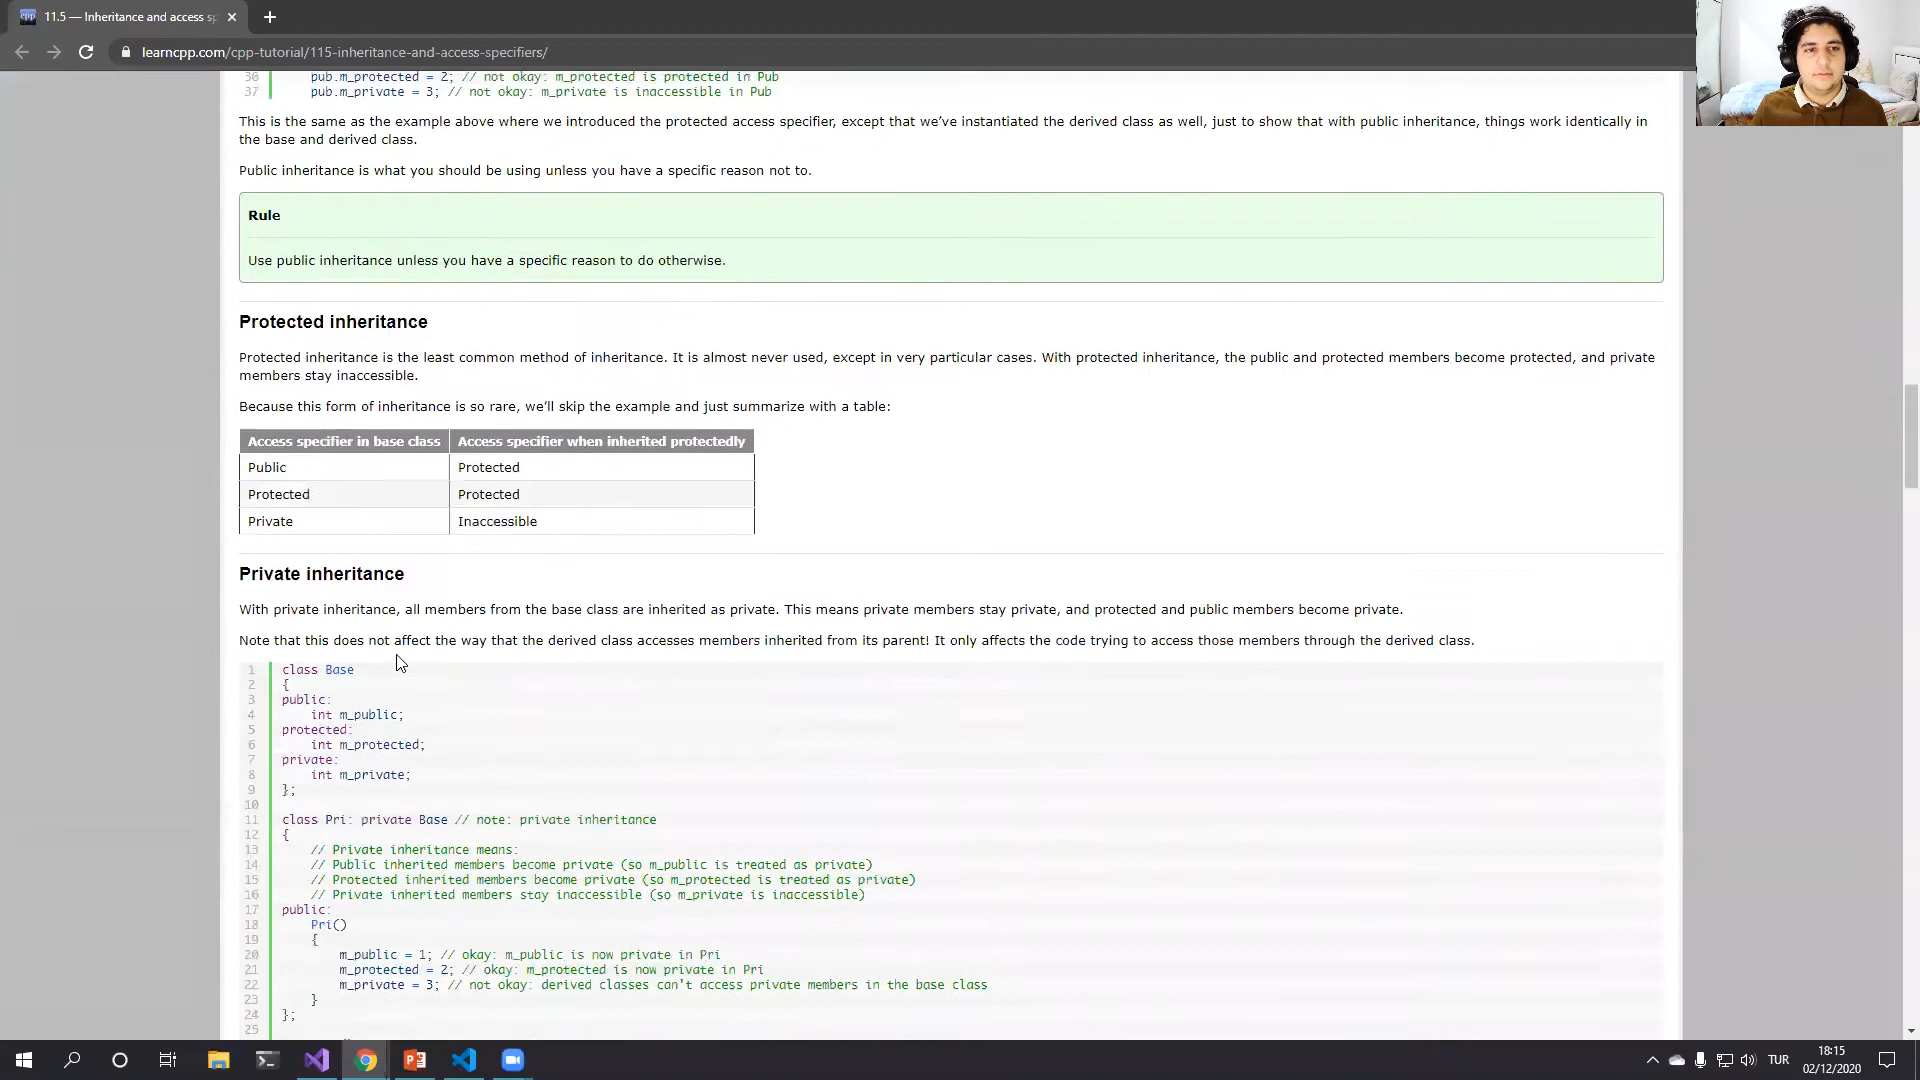 11.5 — Inheritance and access sp
learncpp.com/cpp-tutorial/115-inheritance-and-access-specifiers/
36 pub.m_protected = 2; // not okay: m_protected is protected in Pub
37 pub.m_private = 3; // not okay: m_private is inaccessible in Pub
This is the same as the example above where we introduced the protected access specifier, except that we’ve instantiated the derived class as well, just to show that with public inheritance, things work identically in
the base and derived class.
Public inheritance is what you should be using unless you have a specific reason not to.
Rule
Use public inheritance unless you have a specific reason to do otherwise.
Protected inheritance
Protected inheritance is the least common method of inheritance. It is almost never used, except in very particular cases. With protected inheritance, the public and protected members become protected, and private
members stay inaccessible.
Because this form of inheritance is so rare, we’ll skip the example and just summarize with a table:
Access specifier in base class Access specifier when inherited protectedly
Public Protected
Protected Protected
Private Inaccessible
Private inheritance
With private inheritance, all members from the base class are inherited as private. This means private members stay private, and protected and public members become private.
Note that this does not affect the way that the derived class accesses members inherited from its parent! It only affects the code trying to access those members through the derived class.
1 class Base
2 {
3 public:
4 int m_public;
5 protected:
6 int m_protected;
7 private:
8 int m_private;
9 };
10
11 class Pri: private Base // note: private inheritance
12 {
13 // Private inheritance means:
14 // Public inherited members become private (so m_public is treated as private)
15 // Protected inherited members become private (so m_protected is treated as private)
16 // Private inherited members stay inaccessible (so m_private is inaccessible)
17 public:
18 Pri()
19 {
20 m_public = 1; // okay: m_public is now private in Pri
21 m_protected = 2; // okay: m_protected is now private in Pri
22 m_private = 3; // not okay: derived classes can't access private members in the base class
23 }
24 };
25
TUR
18:15
02/12/2020